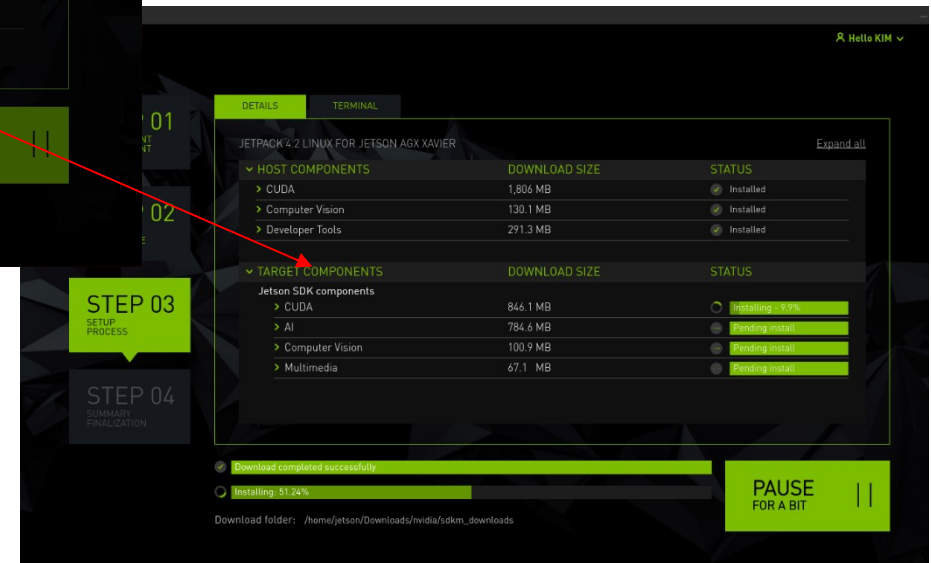 Hello KIM
DETAILS TERMINAL
01
NT
NT
JETPACK 4.2 LINUX FOR JETSON AGX XAVIER Expand all
HOST COMPONENTS DOWNLOAD SIZE STATUS
CUDA 1,806 MB Installed
Computer Vision 130.1 MB Installed
02
Developer Tools 291.3 MB Installed
E
TARGET COMPONENTS DOWNLOAD SIZE STATUS
Jetson SDK components
STEP 03
SETUP
PROCESS
CUDA 846.1 MB Installing - 9.9%
AI 784.6 MB Pending install
Computer Vision 100.9 MB Pending install
Multimedia 67.1 MB Pending install
STEP 04
SUMMARY
FINALIZATION
Download completed successfully
Installing: 51.24%
PAUSE
FOR A BIT
Download folder: /home/jetson/Downloads/nvidia/sdkm_downloads